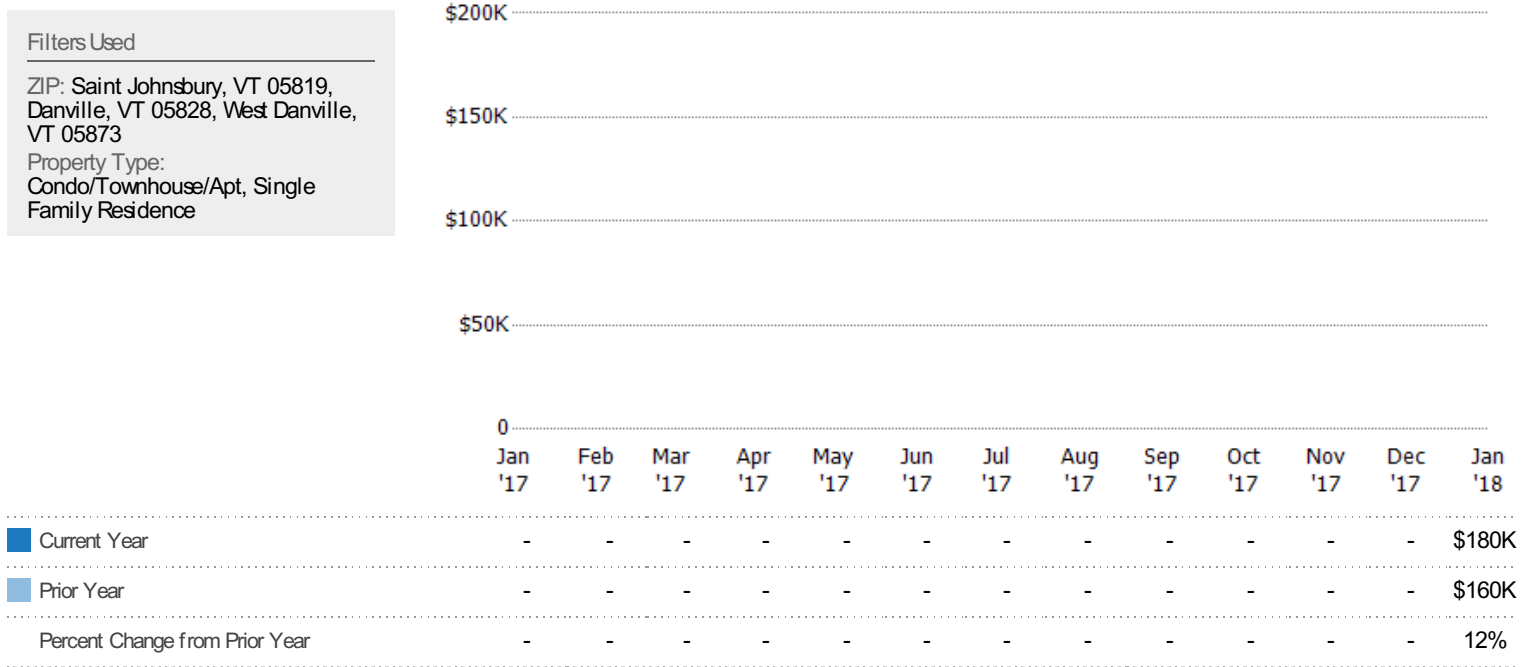 Filters Used
ZIP: Saint Johnsbury, VT 05819,
Danville, VT 05828, West Danville,
VT 05873
Property Type:
Condo/Townhouse/Apt, Single
Family Residence
$200K
$150K
$100K
$50K
0
Jan Feb Mar Apr May Jun Jul Aug Sep Oct Nov Dec Jan
'17 '17 '17 '17 '17 '17 '17 '17 '17 '17 '17 '17 '18
Current Year - - - - - - - - - - - - $180K
Prior Year - - - - - - - - - - - - $160K
Percent Change from Prior Year - - - - - - - - - - - - 12%